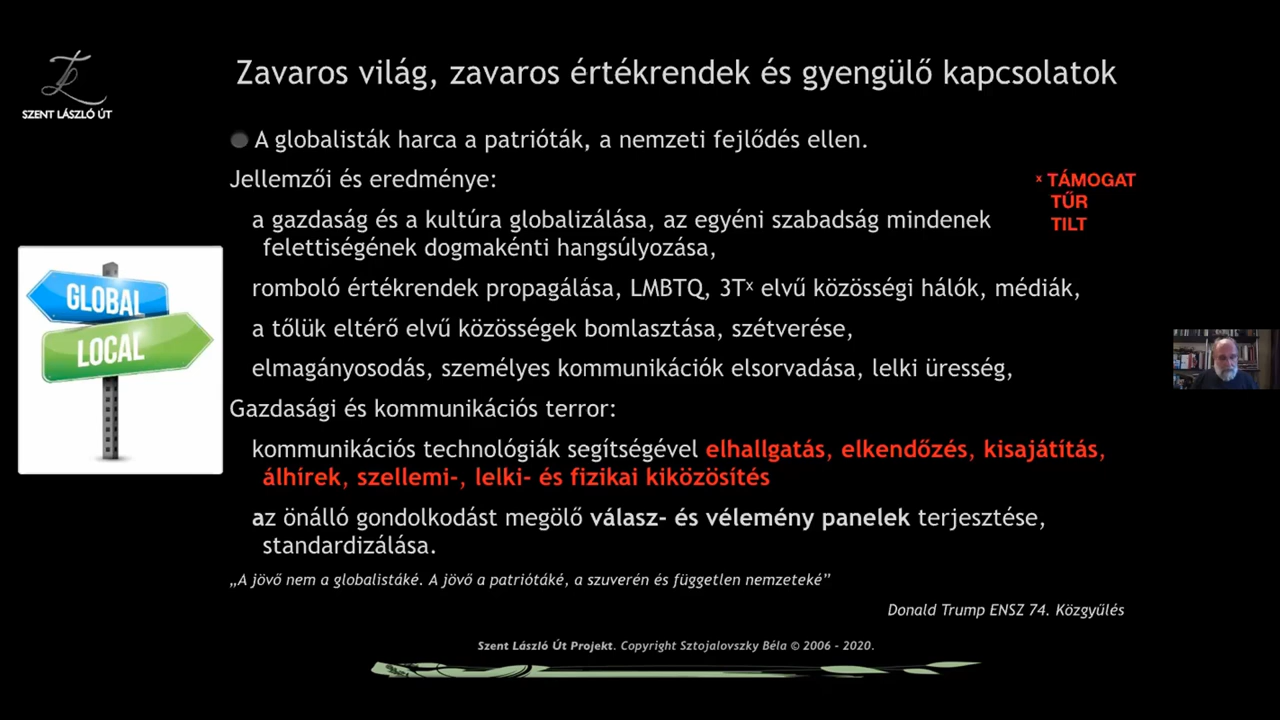 Zavaros világ, zavaros értékrendek és gyengülő kapcsolatok
SZENT LÁSZLÓ ÚT
A globalisták harca a patrióták, a nemzeti fejlődés ellen.
Jellemzői és eredménye:
x TÁMOGAT
TŰR
TILT
a gazdaság és a kultúra globalizálása, az egyéni szabadság mindenek
felettiségének dogmakénti hangsúlyozása,
romboló értékrendek propagálása, LMBTQ, 3Tx elvű közösségi hálók, médiák,
GLOBAL
LOCAL
a tőlük eltérő elvű közösségek bomlasztása, szétverése,
elmagányosodás, személyes kommunikációk elsorvadása, lelki üresség,
Gazdasági és kommunikációs terror:
kommunikációs technológiák segítségével elhallgatás, elkendőzés, kisajátítás,
álhírek, szellemi-, lelki- és fizikai kiközösítés
az önálló gondolkodást megölő válasz- és vélemény panelek terjesztése,
standardizálása.
„A jövő nem a globalistáké. A jövő a patriótáké, a szuverén és független nemzeteké”
Donald Trump ENSZ 74. Közgyűlés
Szent László Út Projekt. Copyright Sztojalovszky Béla © 2006 - 2020.